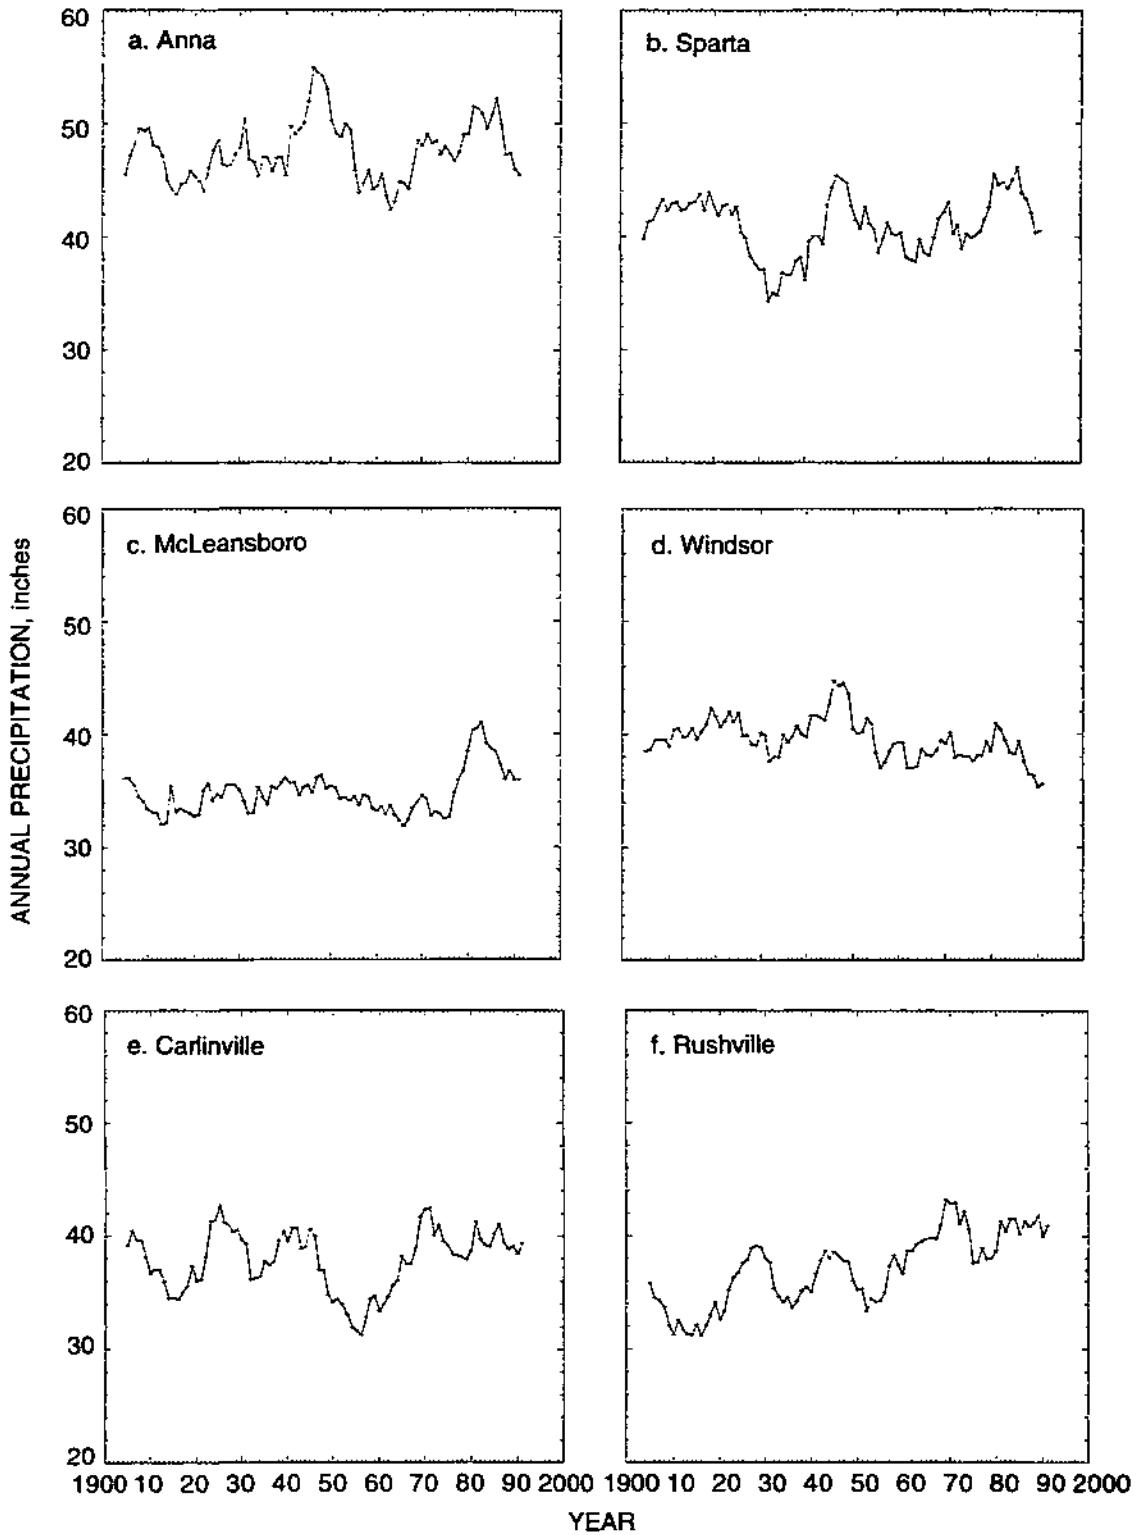 60
a. Anna
b. Sparta
50
40
30
20
60
c. McLeansboro
d. Windsor
50
40
30
20
ANNUAL PRECIPITATION, inches
60
e. Carlinville
f. Rushville
50
40
30
20
1900 10 20 30 40 50 60 70 80 90 2000
1900 10 20 30 40 50 60 70 80 90 2000
YEAR